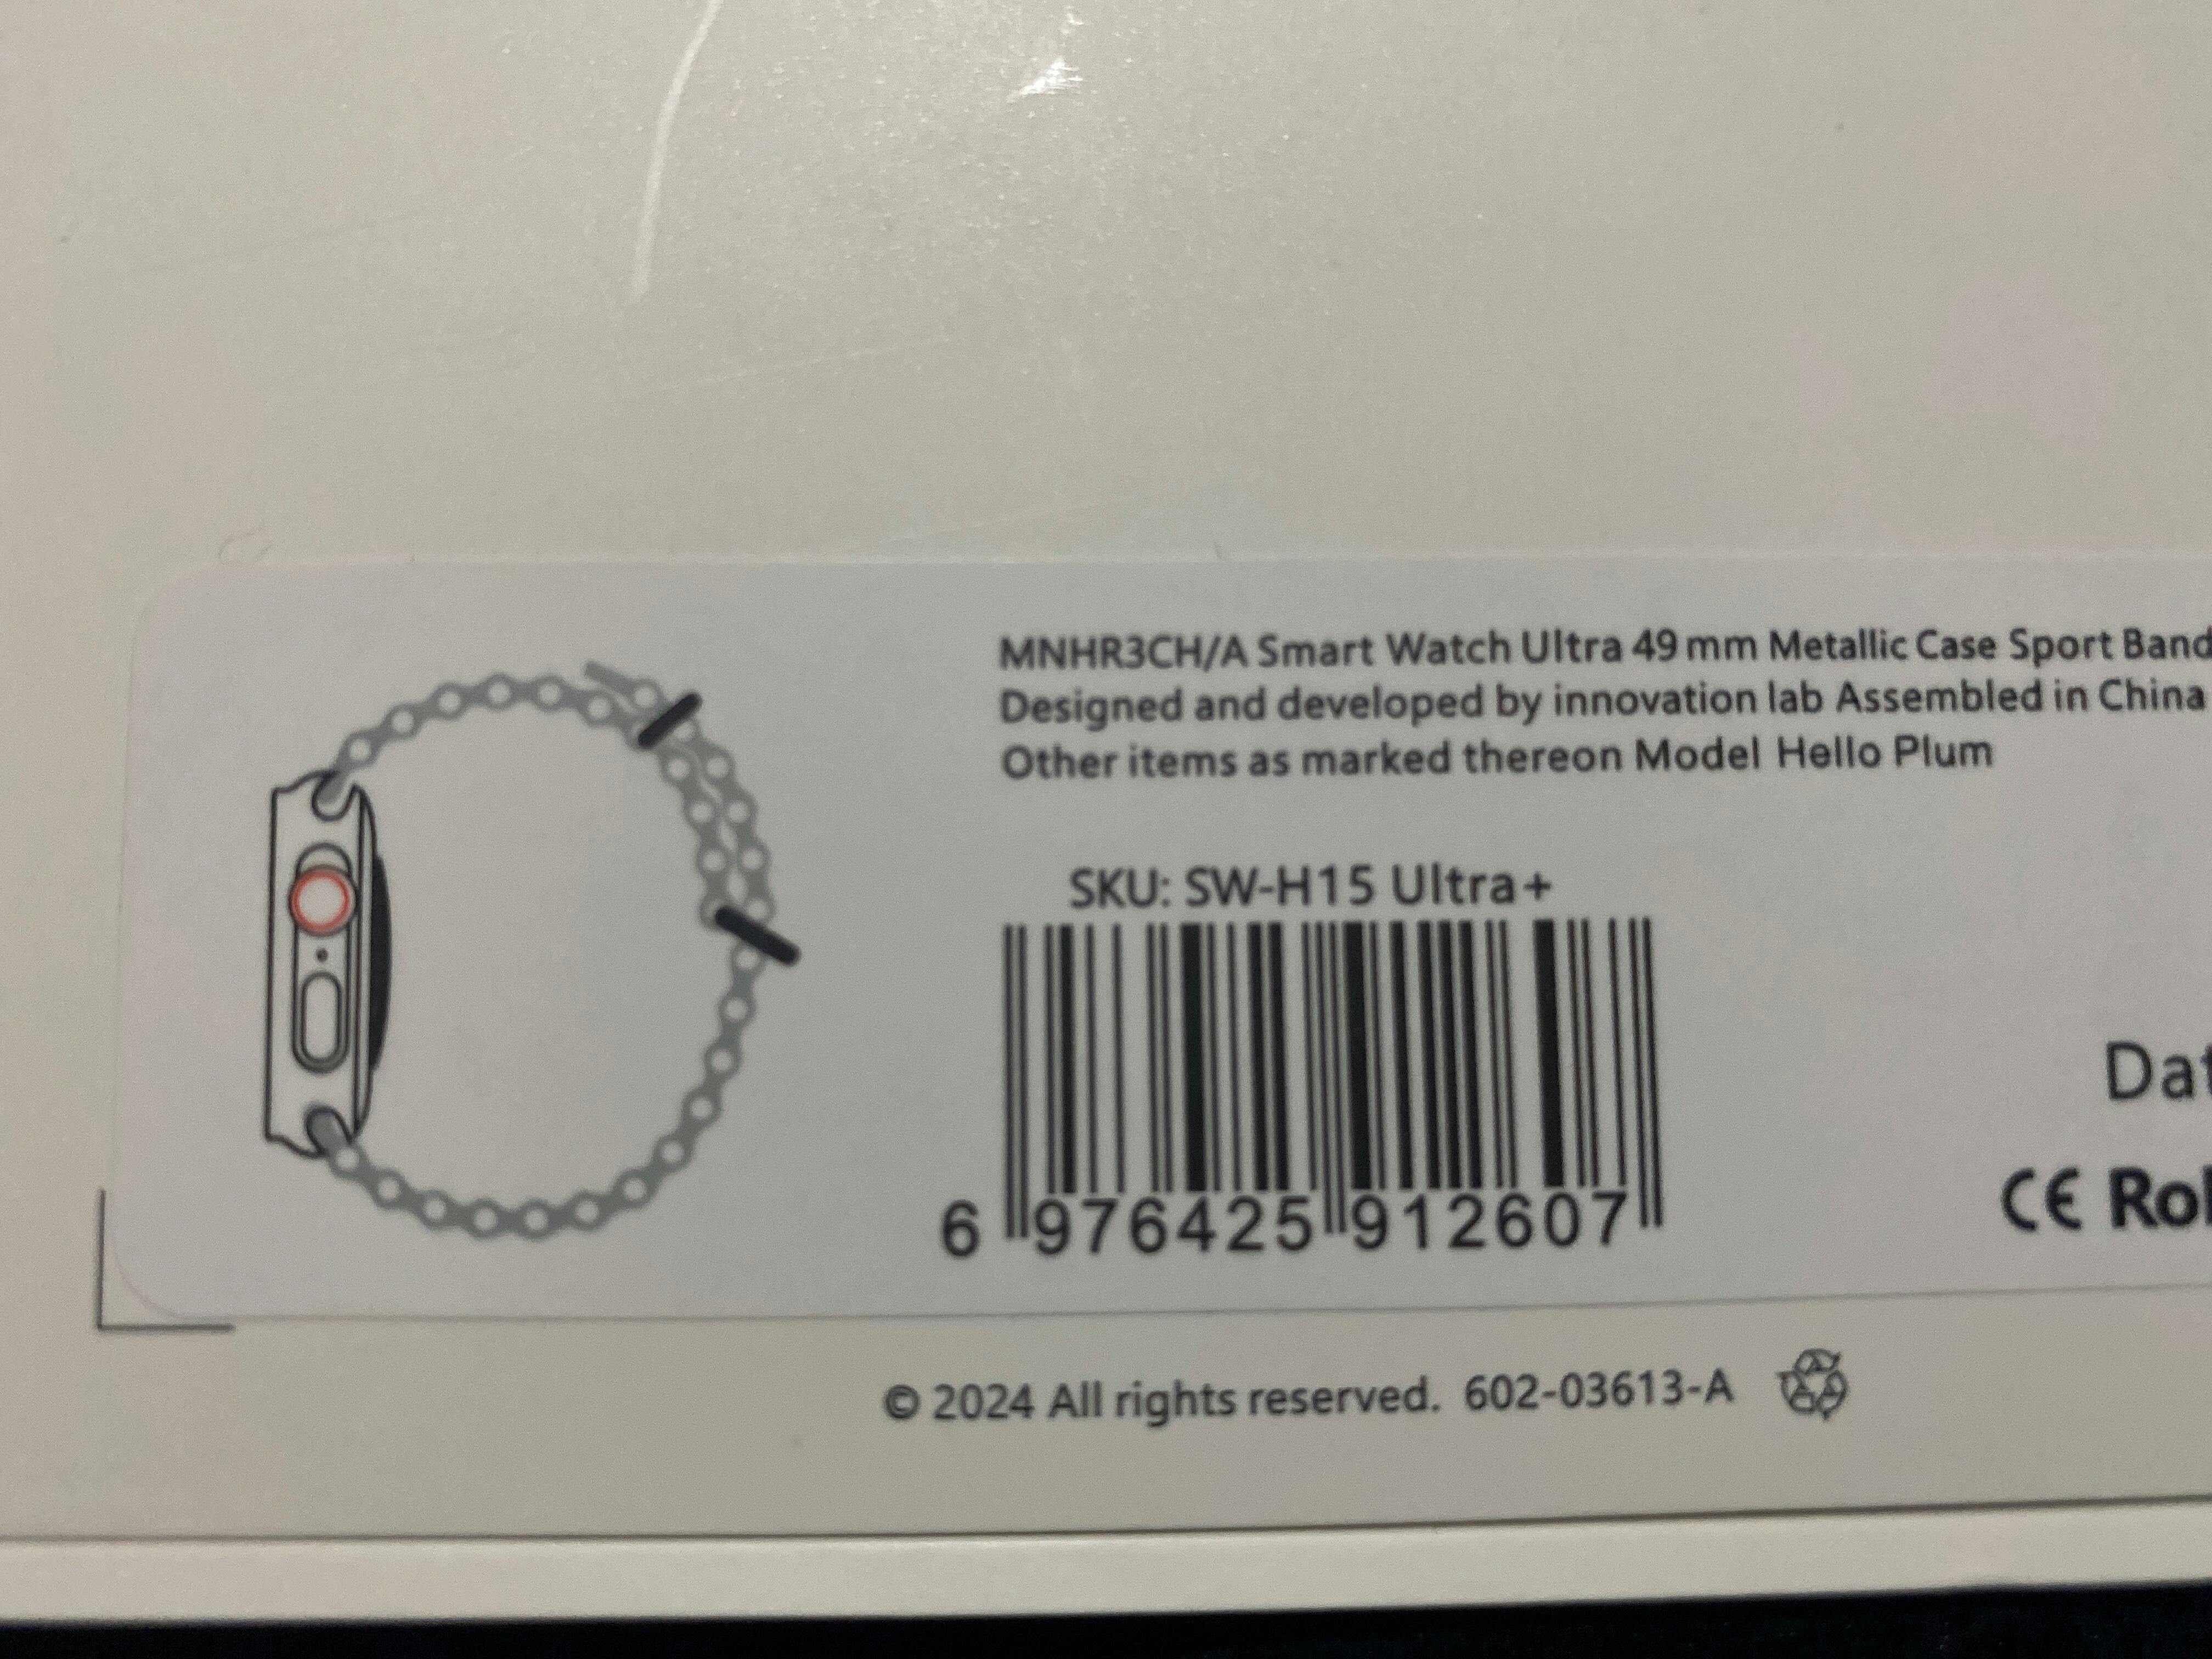 MNHR3CH/A Smart Watch Ultra 49 mm Metallic Case Sport Band
Designed and developed by innovation lab Assembled in China
Other items as marked thereon Model Hello Plum
SKU: SW-H15 Ultra+
6 976425 912607
CE
© 2024 All rights reserved. 602-03613-A